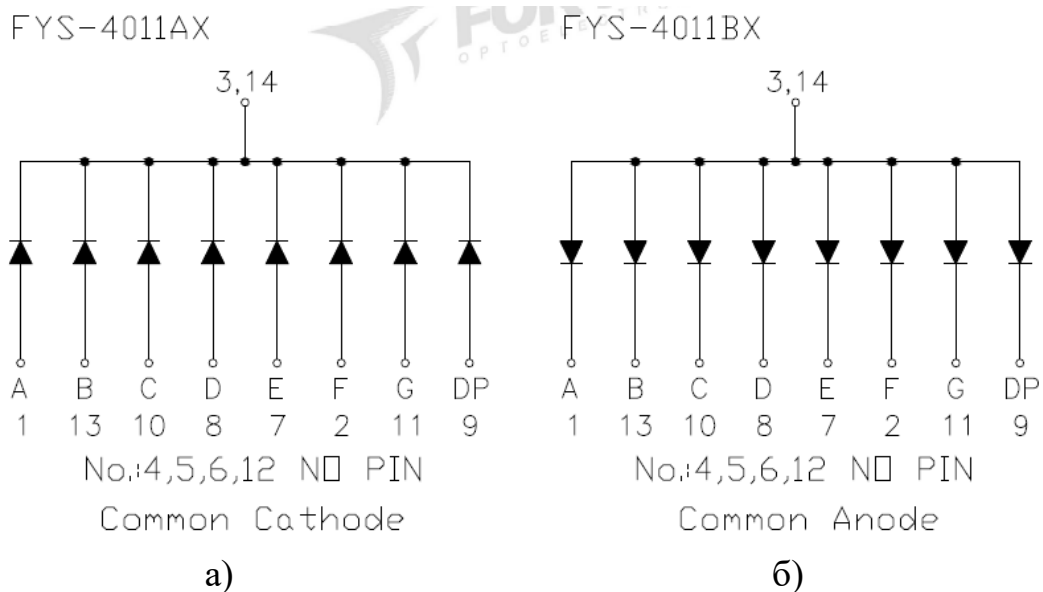 FYS-4011AX
FYS-4011BX
OPTOELECTR
3,14
3,14
A B C D E F G DP
1 13 10 8 7 2 11 9
No.:4,5,6,12 NO PIN
Common Cathode
A B C D E F G DP
1 13 10 8 7 2 11 9
No.:4,5,6,12 NO PIN
Common Anode
а)
б)